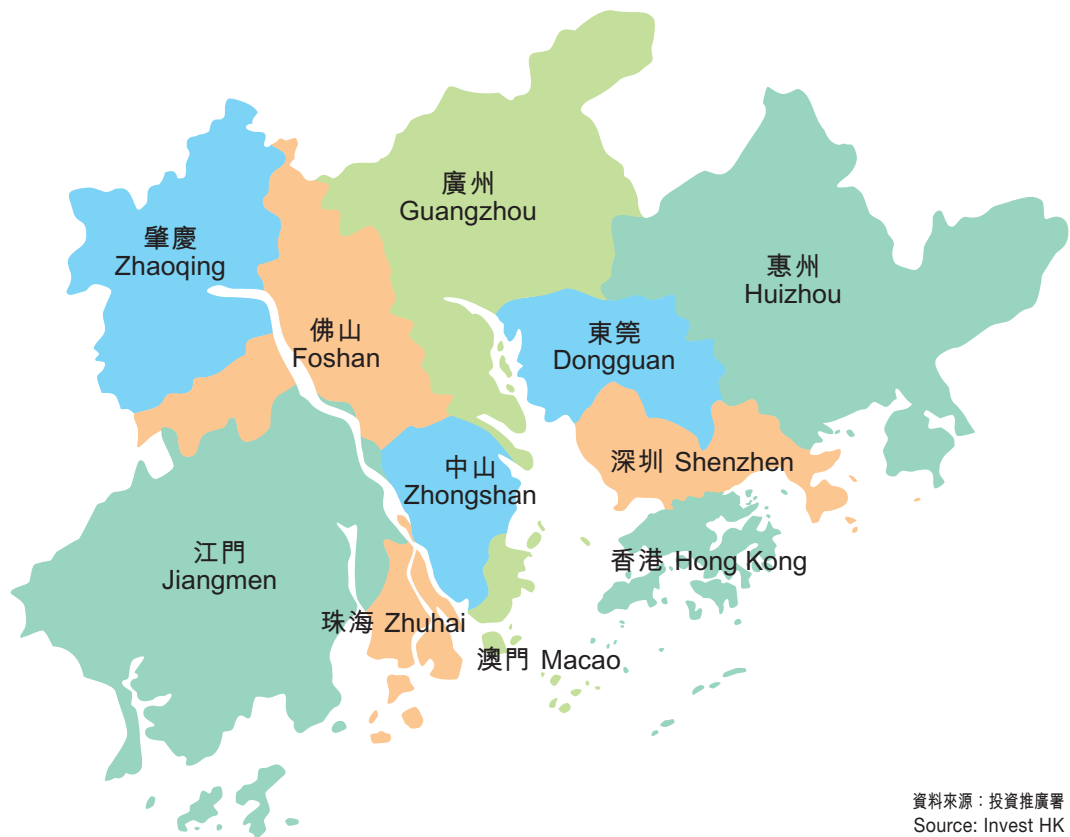 廣州
Guangzhou
肇慶
Zhaoqing
惠州
Huizhou
佛山
Foshan
東莞
Dongguan
深圳 Shenzhen
中山
Zhongshan
江門
Jiangmen
香港 Hong Kong
珠海 Zhuhai
澳門 Macao
資料來源：投資推廣署
Source: Invest HK